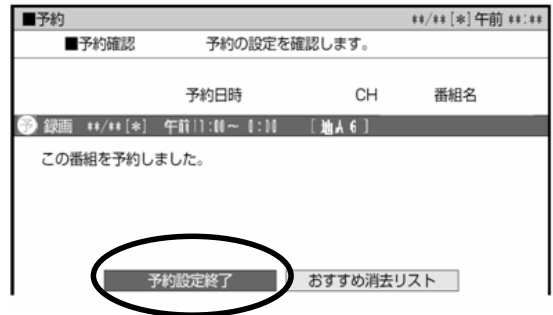 ■予約 **/**[*]午前 **:**
■予約確認 予約の設定を確認します。
予約日時 CH 番組名
予 録画 **/**[*] 午前11:00～ 0:00 [地A 6]
この番組を予約しました。
予約設定終了 おすすめ消去リスト